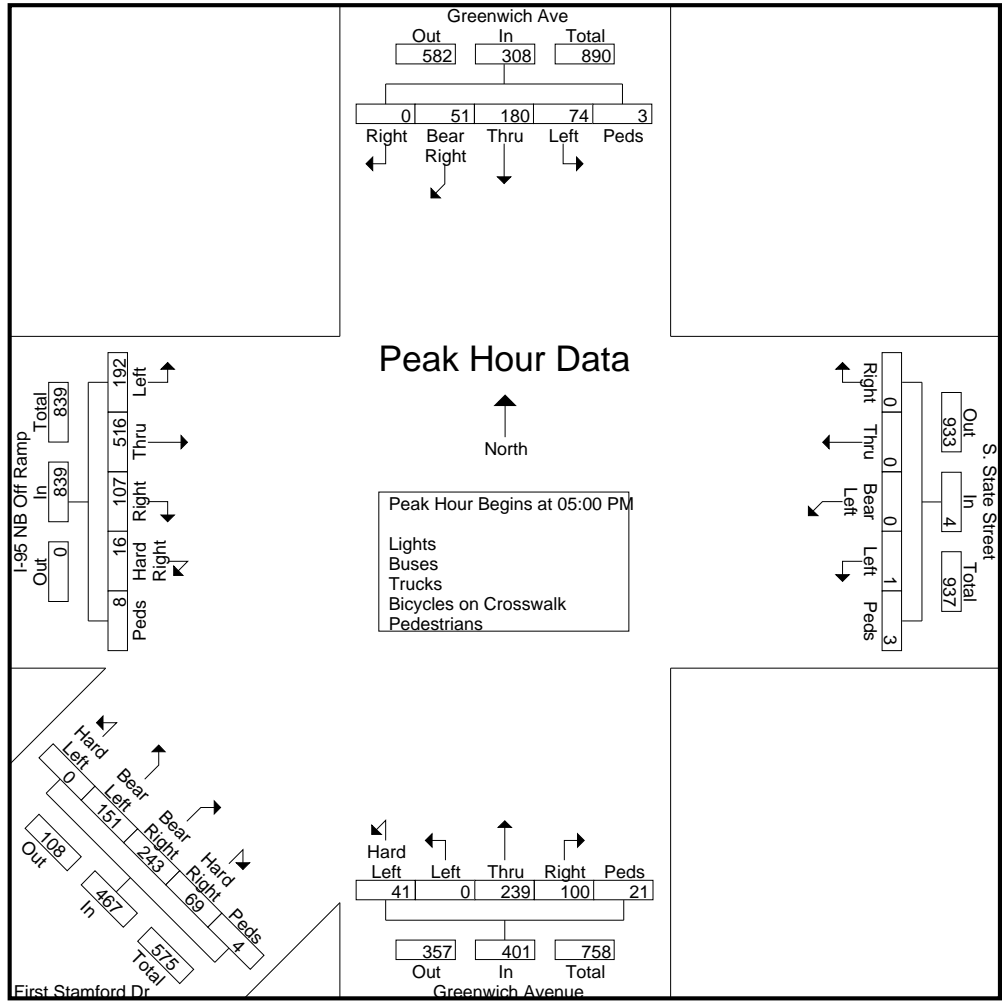 Greenwich Ave
Out In Total
582 308 890
0 51 180 74 3
Right Bear Right Thru Left Peds
Peak Hour Data
North
Peak Hour Begins at 05:00 PM
Lights
Buses
Trucks
Bicycles on Crosswalk
Pedestrians
I-95 NB Off Ramp
Out In Total
0 839 839
192 516 107 16 8
Left Thru Right Hard Right Peds
S. State Street
Out In Total
933 4 937
0 0 0 1 3
Right Thru Bear Left Left Peds
Hard Left Bear Left Bear Right Hard Right Peds
0 151 243 69 4
108 467 575
Out In Total
First Stamford Dr
Hard Left Left Thru Right Peds
41 0 239 100 21
357 401 758
Out In Total
Greenwich Avenue